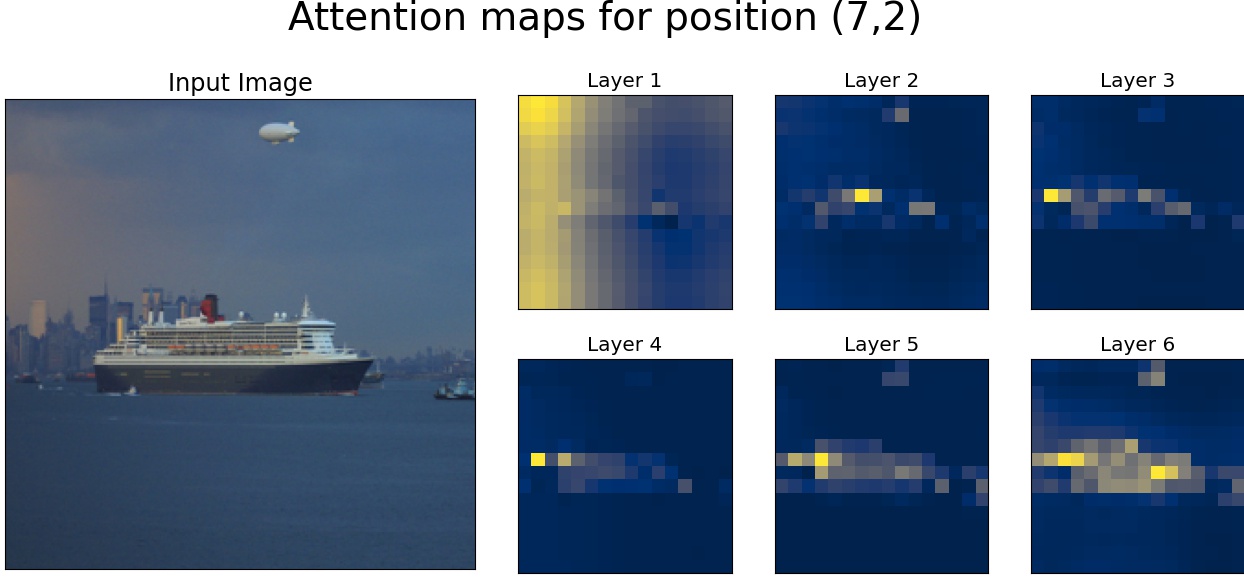 Attention maps for position (7,2)
Input Image
Layer 1
Layer 2
Layer 3
Layer 4
Layer 5
Layer 6